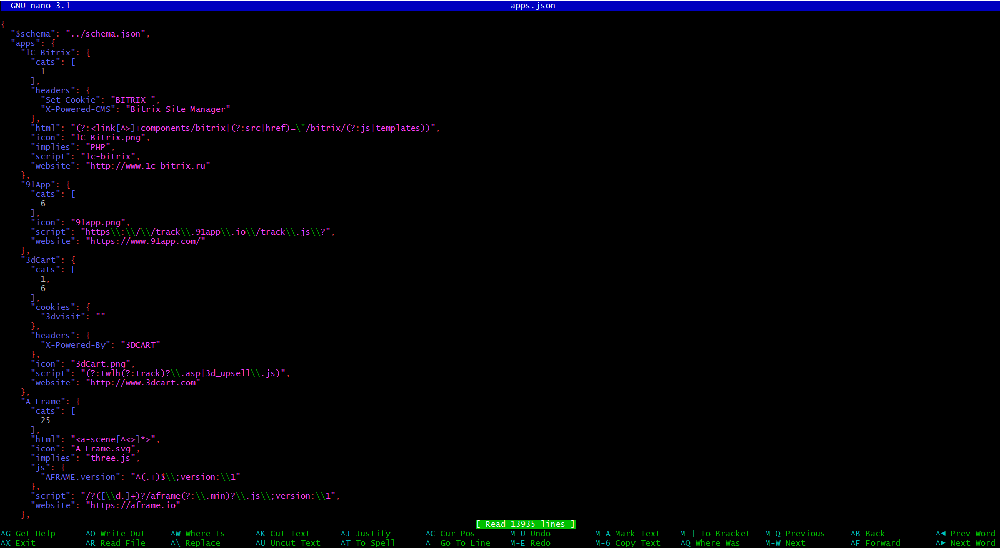 GNU nano 3.1 apps.json
{
  "$schema": "../schema.json",
  "apps": {
    "1C-Bitrix": {
      "cats": [
        1
      ],
      "headers": {
        "Set-Cookie": "BITRIX_",
        "X-Powered-CMS": "Bitrix Site Manager"
      },
      "html": "(?:<link[^>]+components/bitrix|(?:src|href)=\"/bitrix/(?:js|templates))",
      "icon": "1C-Bitrix.png",
      "implies": "PHP",
      "script": "1c-bitrix",
      "website": "http://www.1c-bitrix.ru"
    },
    "91App": {
      "cats": [
        6
      ],
      "icon": "91app.png",
      "script": "https\\:\\/\\/track\\.91app\\.io\\/track\\.js\\?",
      "website": "https://www.91app.com/"
    },
    "3dCart": {
      "cats": [
        1,
        6
      ],
      "cookies": {
        "3dvisit": ""
      },
      "headers": {
        "X-Powered-By": "3DCART"
      },
      "icon": "3dCart.png",
      "script": "(?:twlh(?:track)?\\.asp|3d_upsell\\.js)",
      "website": "http://www.3dcart.com"
    },
    "A-Frame": {
      "cats": [
        25
      ],
      "html": "<a-scene[^<>]*>",
      "icon": "A-Frame.svg",
      "implies": "three.js",
      "js": {
        "AFRAME.version": "^(.+)$\\;version:\\1"
      },
      "script": "/?([\\d.]+)?/aframe(?:\\.min)?\\.js\\;version:\\1",
      "website": "https://aframe.io"
    },
[ Read 13935 lines ]
^G Get Help ^O Write Out ^W Where Is ^K Cut Text ^J Justify ^C Cur Pos M-U Undo M-A Mark Text M-] To Bracket M-Q Previous ^B Back ^◄ Prev Word
^X Exit ^R Read File ^\ Replace ^U Uncut Text ^T To Spell ^_ Go To Line M-E Redo M-6 Copy Text ^Q Where Was M-W Next ^F Forward ^► Next Word